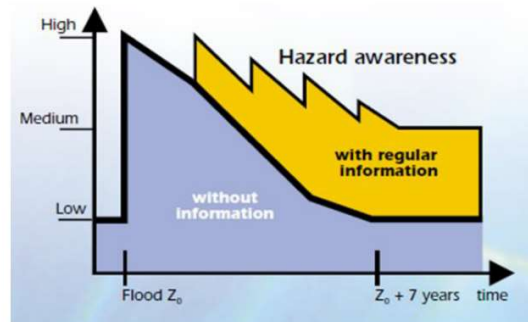 High
Hazard awareness
Medium
with regular
information
without
information
Low
Flood Z₀
Z₀ + 7 years time